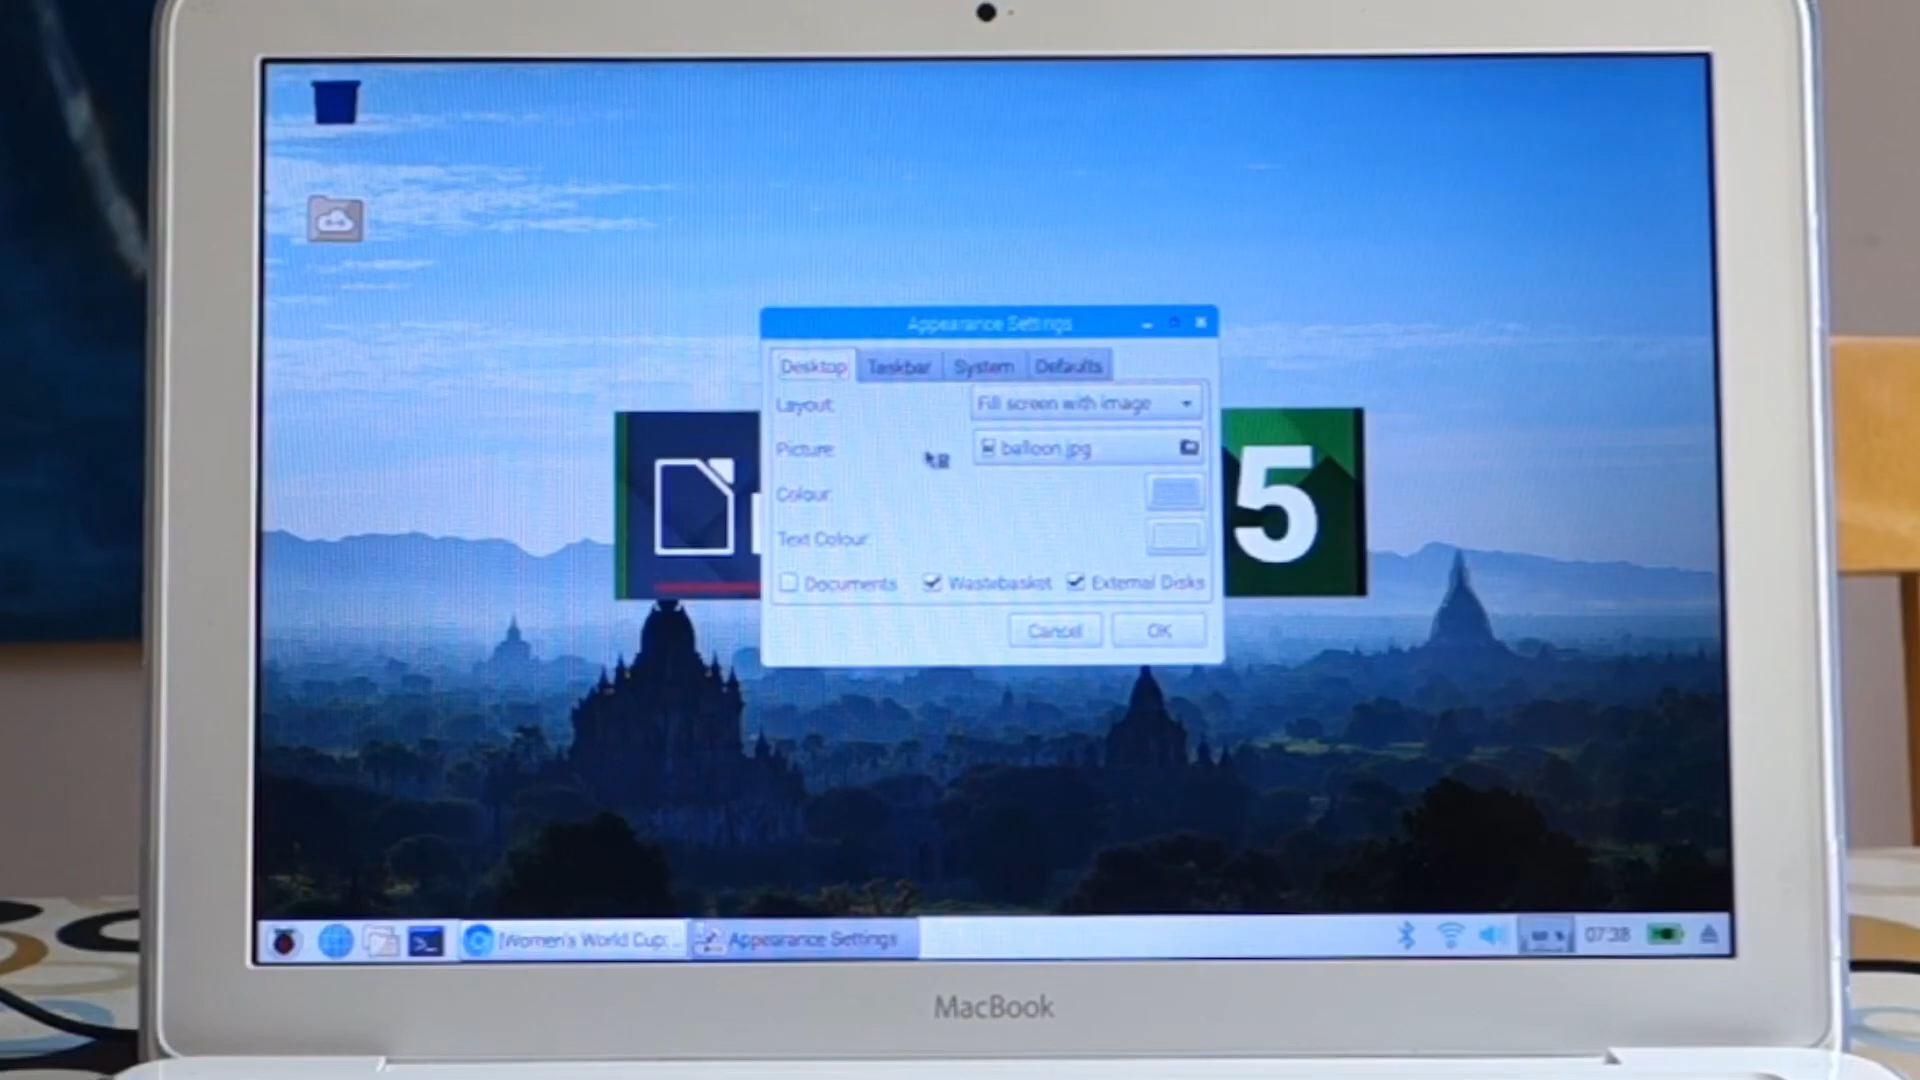 Appearance Settings
Desktop Taskbar System Defaults
Layout: Fill screen with image
Picture: balloon.jpg
Colour:
Text Colour:
Documents Wastebasket External Disks
Cancel OK
5
[Women's World Cup: ... Appearance Settings 07:38
MacBook